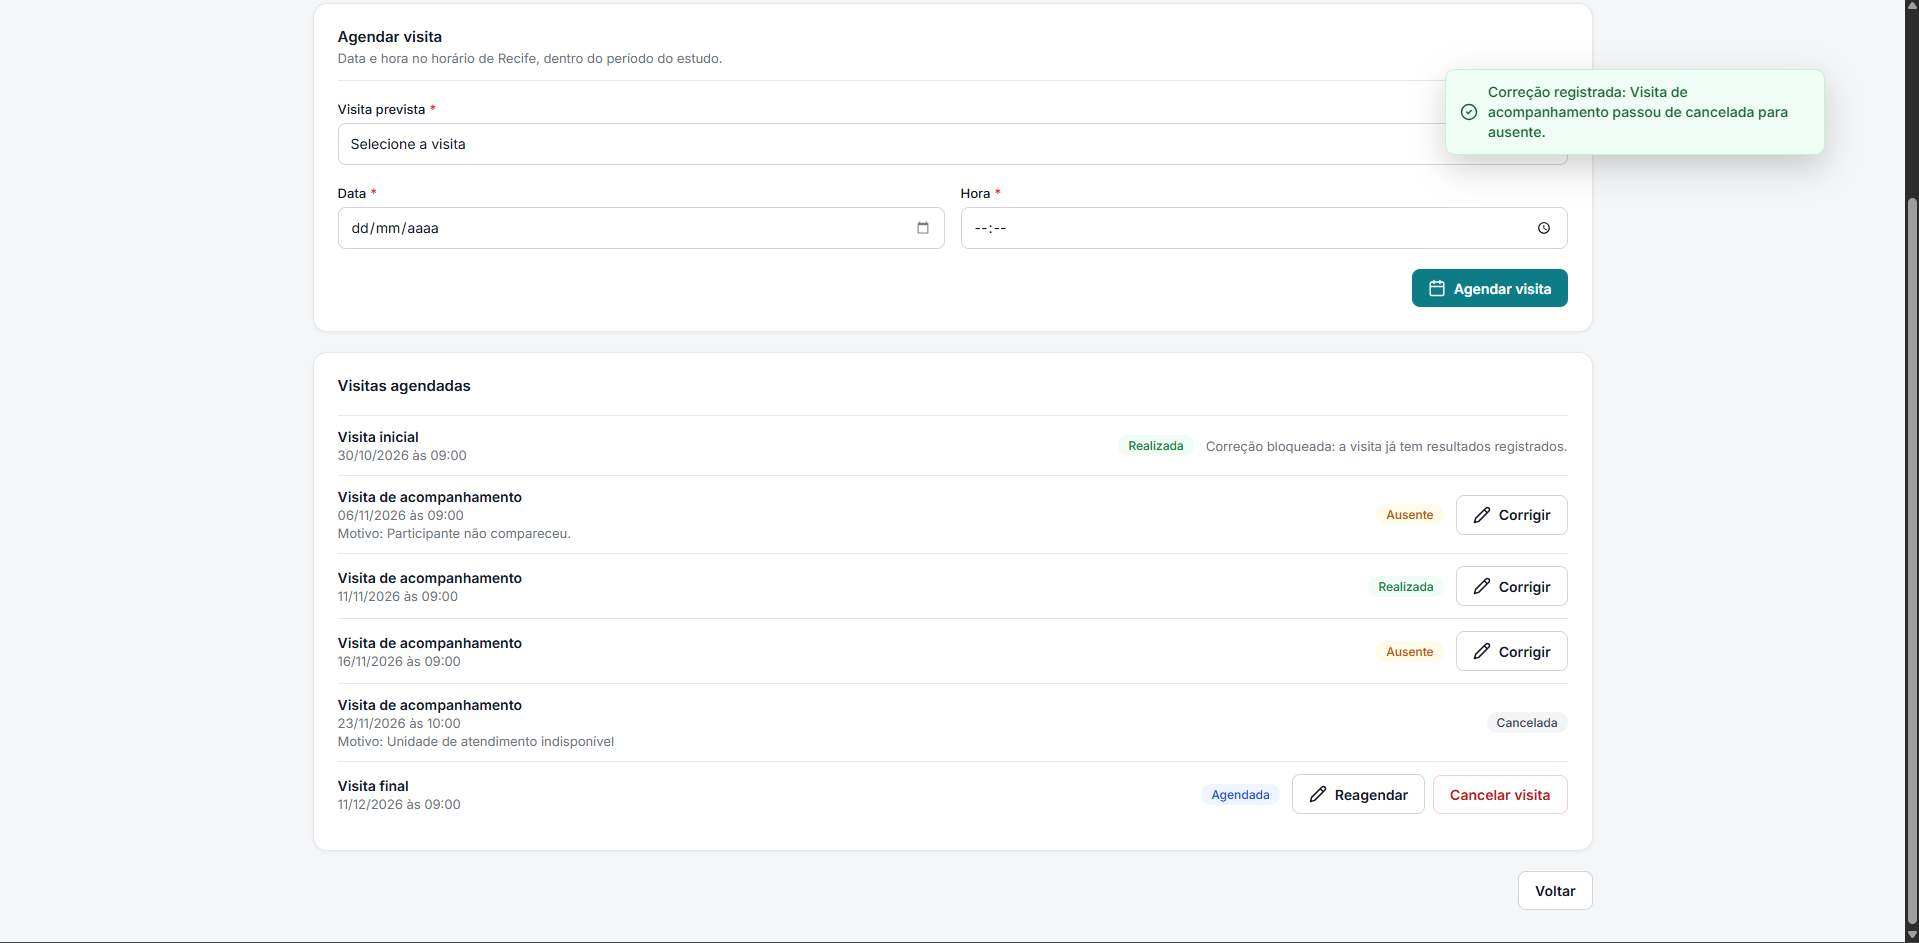 Agendar visita
Data e hora no horário de Recife, dentro do período do estudo.
Correção registrada: Visita de
acompanhamento passou de cancelada para
ausente.
Visita prevista *
Selecione a visita
Data *
Hora *
dd/mm/aaaa
--:--
Agendar visita
Visitas agendadas
Visita inicial
30/10/2026 às 09:00
Realizada
Correção bloqueada: a visita já tem resultados registrados.
Visita de acompanhamento
06/11/2026 às 09:00
Motivo: Participante não compareceu.
Ausente
Corrigir
Visita de acompanhamento
11/11/2026 às 09:00
Realizada
Corrigir
Visita de acompanhamento
16/11/2026 às 09:00
Ausente
Corrigir
Visita de acompanhamento
23/11/2026 às 10:00
Motivo: Unidade de atendimento indisponível
Cancelada
Visita final
11/12/2026 às 09:00
Agendada
Reagendar
Cancelar visita
Voltar